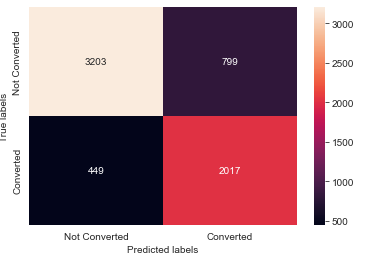 Not Converted
Converted
True labels
3203
799
449
2017
Not Converted
Converted
Predicted labels
3000
2500
2000
1500
1000
500